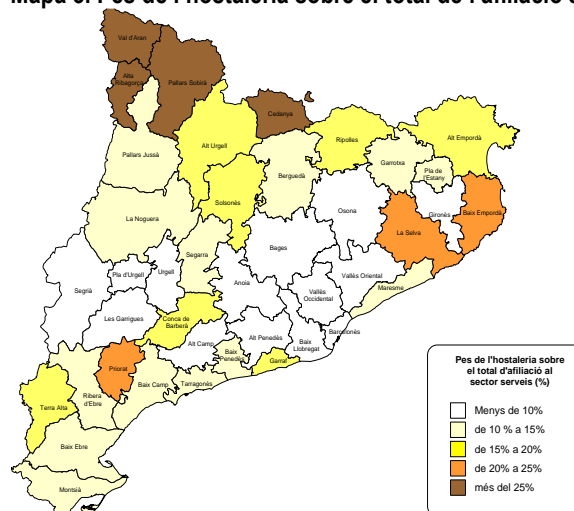 Mapa
Pes de l'hostaleria sobre el total de l'afiliació
Val d'Aran
Alta
Ribagorça
Pallars Sobirà
Cerdanya
Alt Urgell
Ripolles
Alt Empordà
Pallars Jussà
Berguedà
Garrotxa
Pla de
l'Estany
Solsonès
La Noguera
Osona
Gironès
Baix Empordà
La Selva
Bages
Segarra
Segrià
Pla d'Urgell
Urgell
Anoia
Vallès Oriental
Vallès
Occidental
Maresme
Les Garrigues
Conca de
Barberà
Alt Camp
Alt Penedès
Baix
Llobregat
Barcelonès
Baix
Penedès
Garraf
Priorat
Ribera
d'Ebre
Baix Camp
Tarragonès
Terra Alta
Baix Ebre
Montsià
Pes de l'hostaleria sobre
el total d'afiliació al
sector serveis (%)
Menys de 10%
de 10 % a 15%
de 15% a 20%
de 20% a 25%
més del 25%